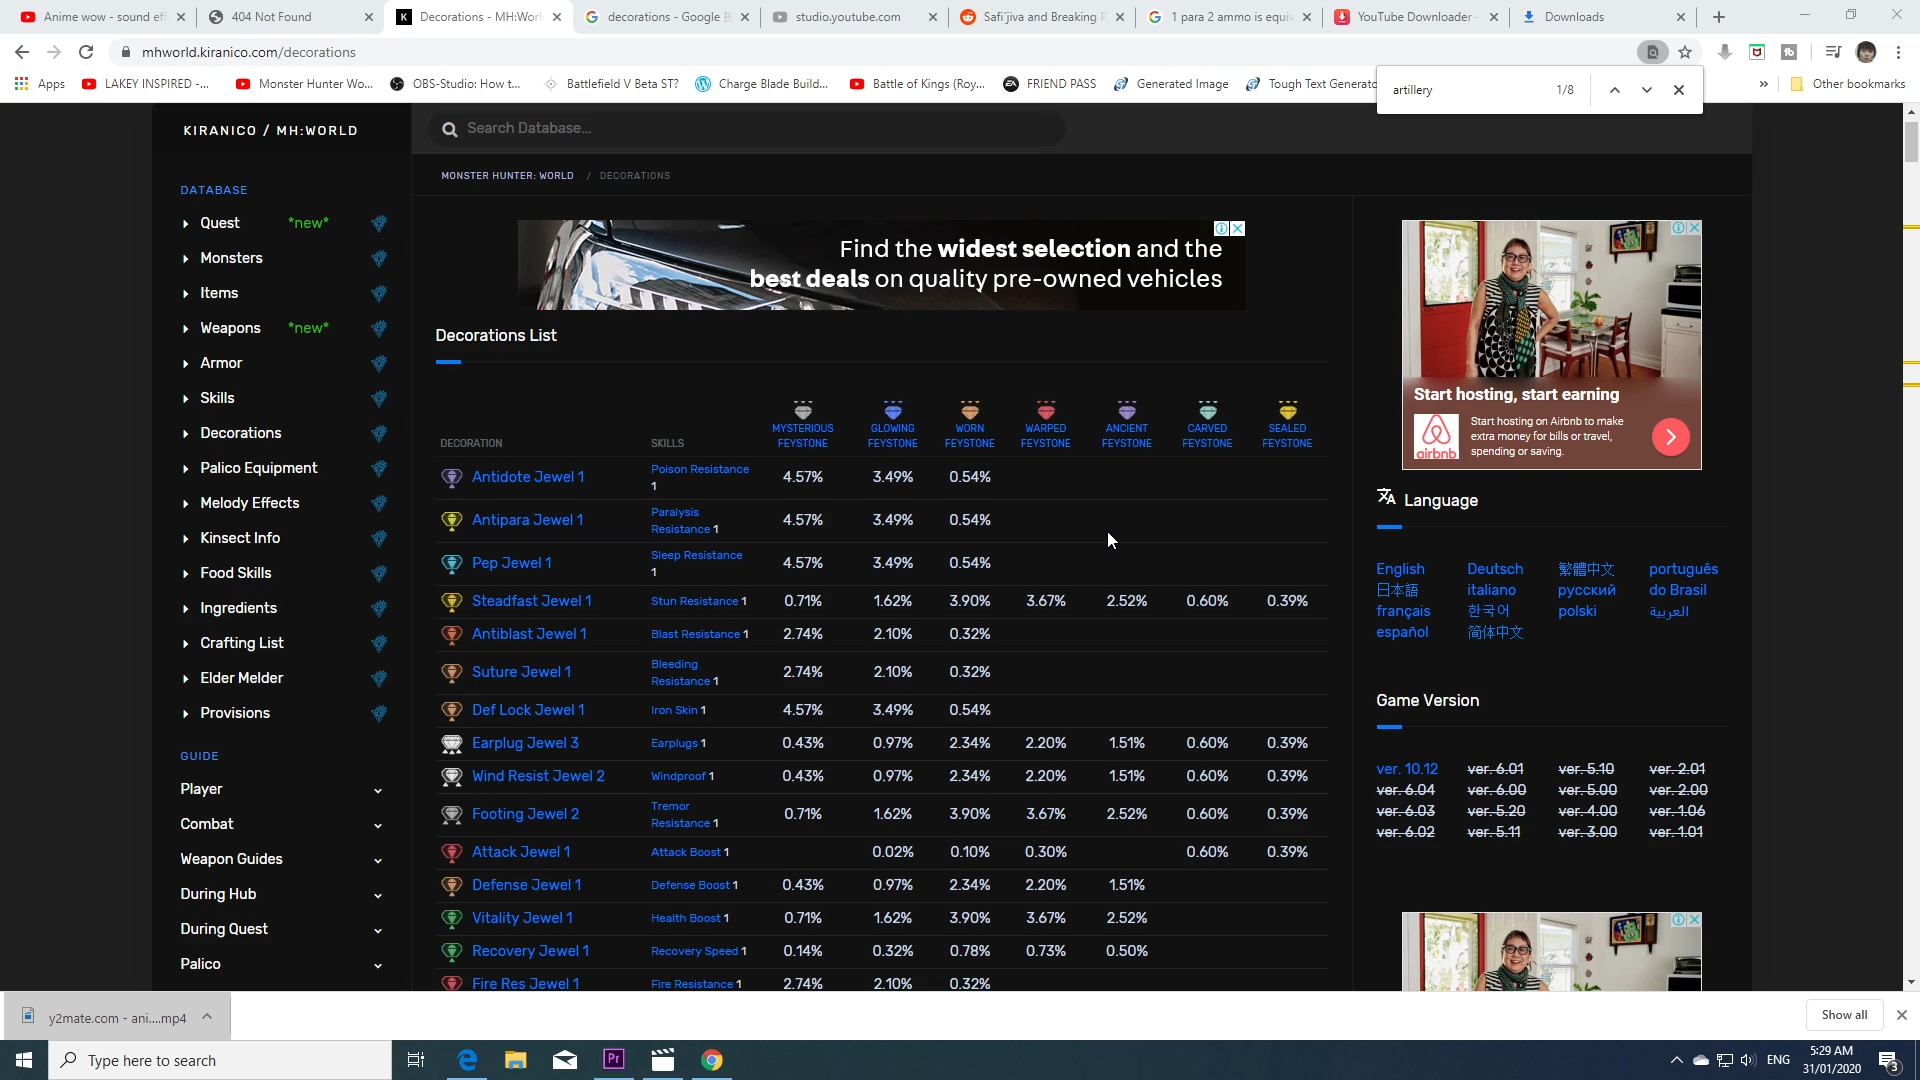 Anime wow - sound ef
404 Not Found
Decorations - MH:Worl
decorations - Google
studio.youtube.com
Safi'jiva and Breaking P
1 para 2 ammo is equiv
YouTube Downloader -
Downloads
mhworld.kiranico.com/decorations
Apps
LAKEY INSPIRED -...
Monster Hunter Wo...
OBS-Studio: How t...
Battlefield V Beta ST?
Charge Blade Build...
Battle of Kings (Roy...
FRIEND PASS
Generated Image
Tough Text Generato
» Other bookmarks
artillery 1/8
KIRANICO / MH:WORLD
Search Database...
MONSTER HUNTER: WORLD / DECORATIONS
DATABASE
Quest *new*
Monsters
Items
Weapons *new*
Armor
Skills
Decorations
Palico Equipment
Melody Effects
Kinsect Info
Food Skills
Ingredients
Crafting List
Elder Melder
Provisions
GUIDE
Player
Combat
Weapon Guides
During Hub
During Quest
Palico
Find the widest selection and the
best deals on quality pre-owned vehicles
Decorations List
DECORATION SKILLS MYSTERIOUS FEYSTONE GLOWING FEYSTONE WORN FEYSTONE WARPED FEYSTONE ANCIENT FEYSTONE CARVED FEYSTONE SEALED FEYSTONE
Antidote Jewel 1 Poison Resistance 1 4.57% 3.49% 0.54%
Antipara Jewel 1 Paralysis Resistance 1 4.57% 3.49% 0.54%
Pep Jewel 1 Sleep Resistance 1 4.57% 3.49% 0.54%
Steadfast Jewel 1 Stun Resistance 1 0.71% 1.62% 3.90% 3.67% 2.52% 0.60% 0.39%
Antiblast Jewel 1 Blast Resistance 1 2.74% 2.10% 0.32%
Suture Jewel 1 Bleeding Resistance 1 2.74% 2.10% 0.32%
Def Lock Jewel 1 Iron Skin 1 4.57% 3.49% 0.54%
Earplug Jewel 3 Earplugs 1 0.43% 0.97% 2.34% 2.20% 1.51% 0.60% 0.39%
Wind Resist Jewel 2 Windproof 1 0.43% 0.97% 2.34% 2.20% 1.51% 0.60% 0.39%
Footing Jewel 2 Tremor Resistance 1 0.71% 1.62% 3.90% 3.67% 2.52% 0.60% 0.39%
Attack Jewel 1 Attack Boost 1 0.02% 0.10% 0.30% 0.60% 0.39%
Defense Jewel 1 Defense Boost 1 0.43% 0.97% 2.34% 2.20% 1.51%
Vitality Jewel 1 Health Boost 1 0.71% 1.62% 3.90% 3.67% 2.52%
Recovery Jewel 1 Recovery Speed 1 0.14% 0.32% 0.78% 0.73% 0.50%
Fire Res Jewel 1 Fire Resistance 1 2.74% 2.10% 0.32%
Start hosting, start earning
airbnb
Start hosting on Airbnb to make
extra money for bills or travel,
spending or saving.
Language
English Deutsch 繁體中文 português
日本語 italiano русский do Brasil
français 한국어 polski العربية
español 简体中文
Game Version
ver. 10.12 ver. 6.01 ver. 5.10 ver. 2.01
ver. 6.04 ver. 6.00 ver. 5.00 ver. 2.00
ver. 6.03 ver. 5.20 ver. 4.00 ver. 1.06
ver. 6.02 ver. 5.11 ver. 3.00 ver. 1.01
y2mate.com - ani....mp4
Show all
Type here to search
Pr
ENG
5:29 AM
31/01/2020
3